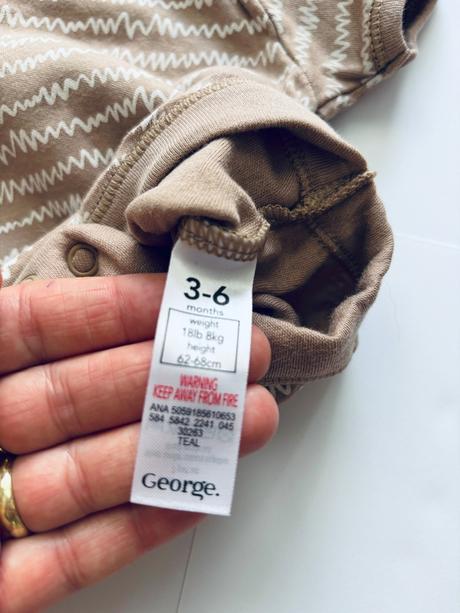 3-6
months
weight
18lb 8kg
height
62-68cm
WARNING
KEEP AWAY FROM FIRE
ANA 5059185610653
584 5842 2241 045
30263
TEAL
George.